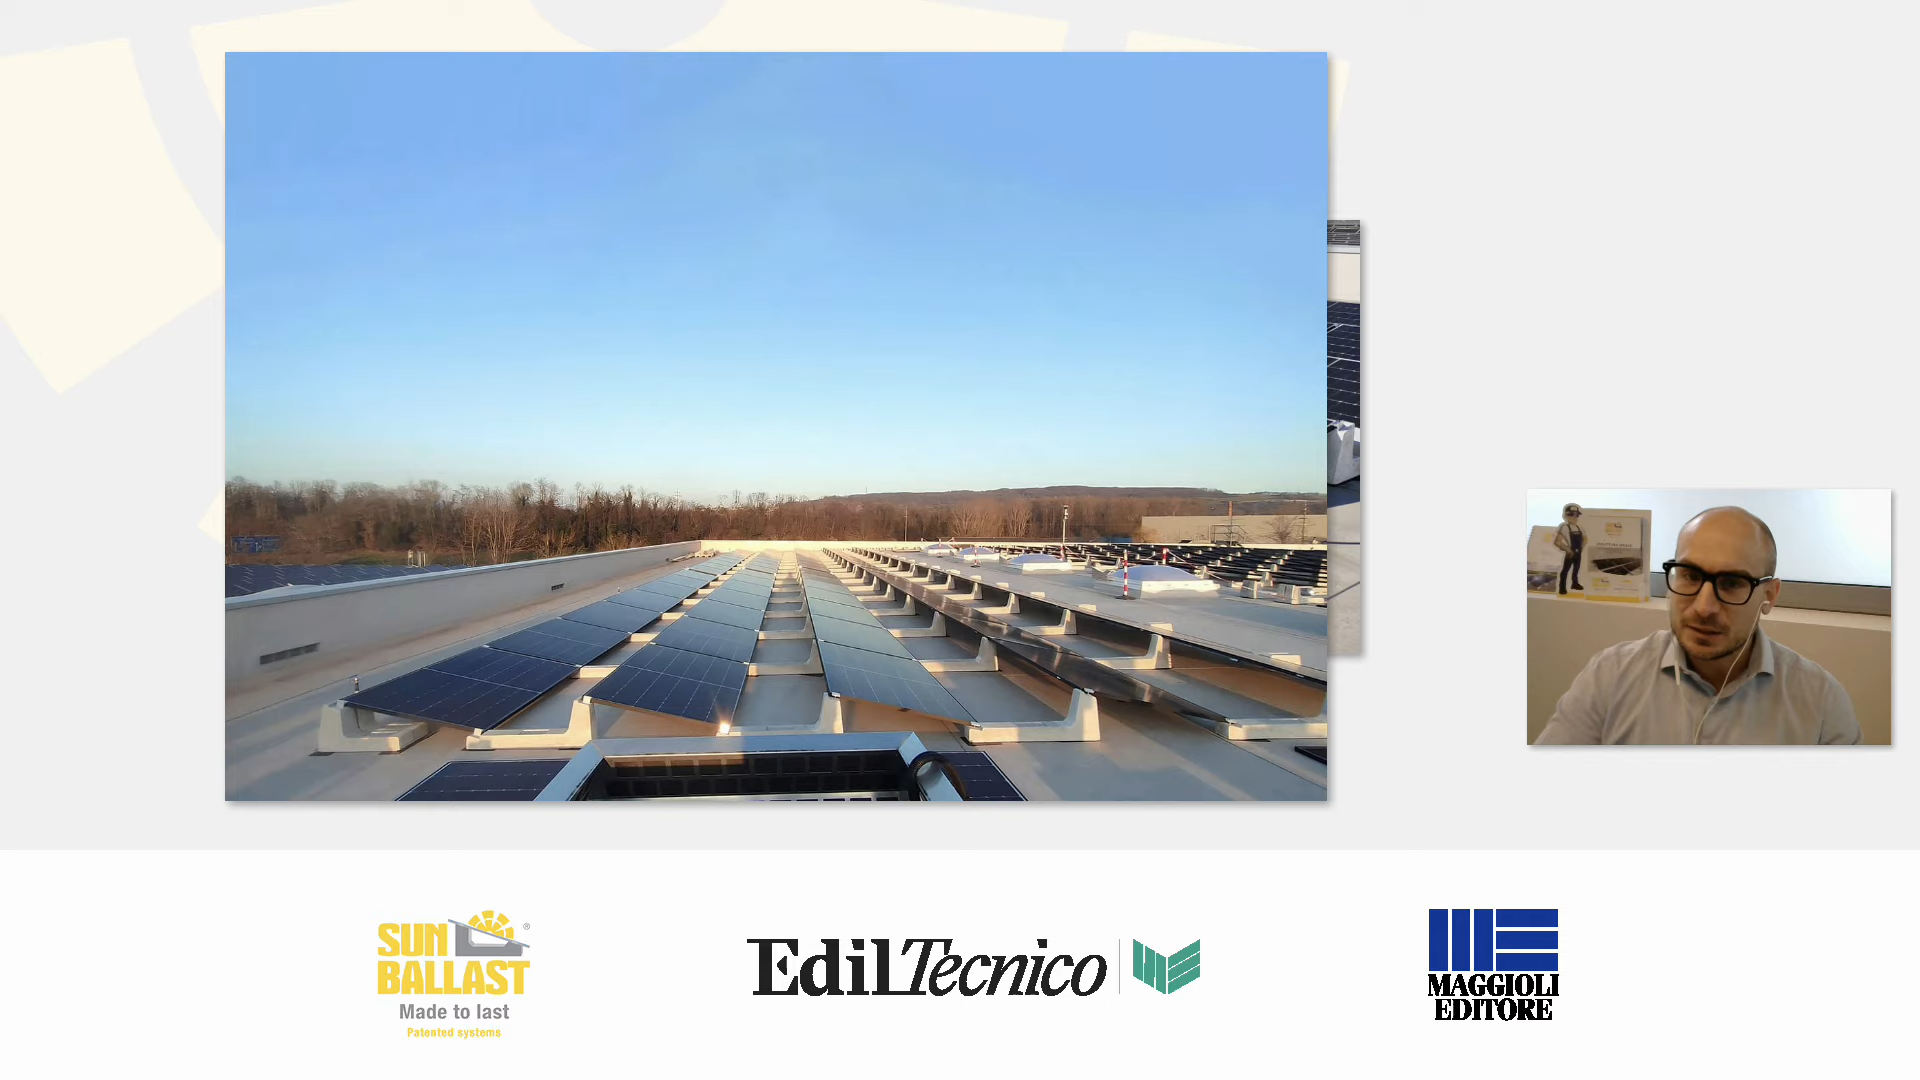 SUN
BALLAST
®
Made to last
Patented systems
EdilTecnico
MAGGIOLI
EDITORE